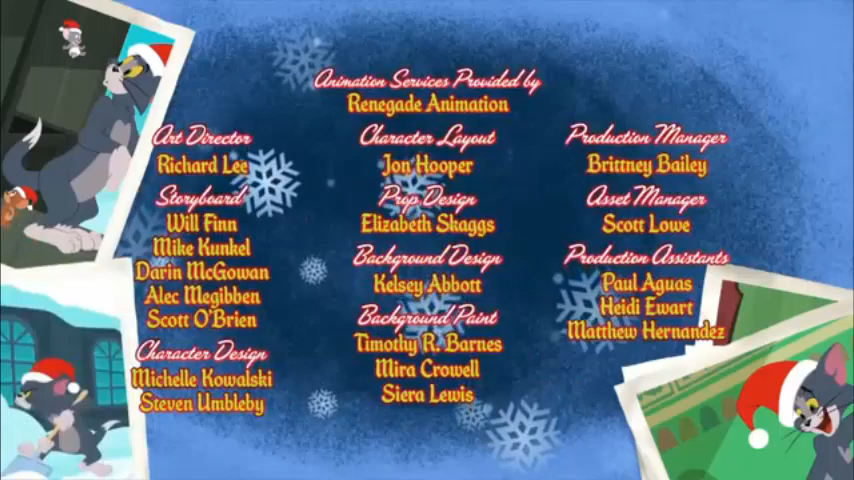 Animation Services Provided by
Renegade Animation
Art Director
Richard Lee
Storyboard
Will Finn
Mike Kunkel
Darin McGowan
Alec Megibben
Scott O'Brien
Character Design
Michelle Kowalski
Steven Umbleby
Character Layout
Jon Hooper
Prop Design
Elizabeth Skaggs
Background Design
Kelsey Abbott
Background Paint
Timothy R. Barnes
Mira Crowell
Siera Lewis
Production Manager
Brittney Bailey
Asset Manager
Scott Lowe
Production Assistants
Paul Aguas
Heidi Ewart
Matthew Hernandez